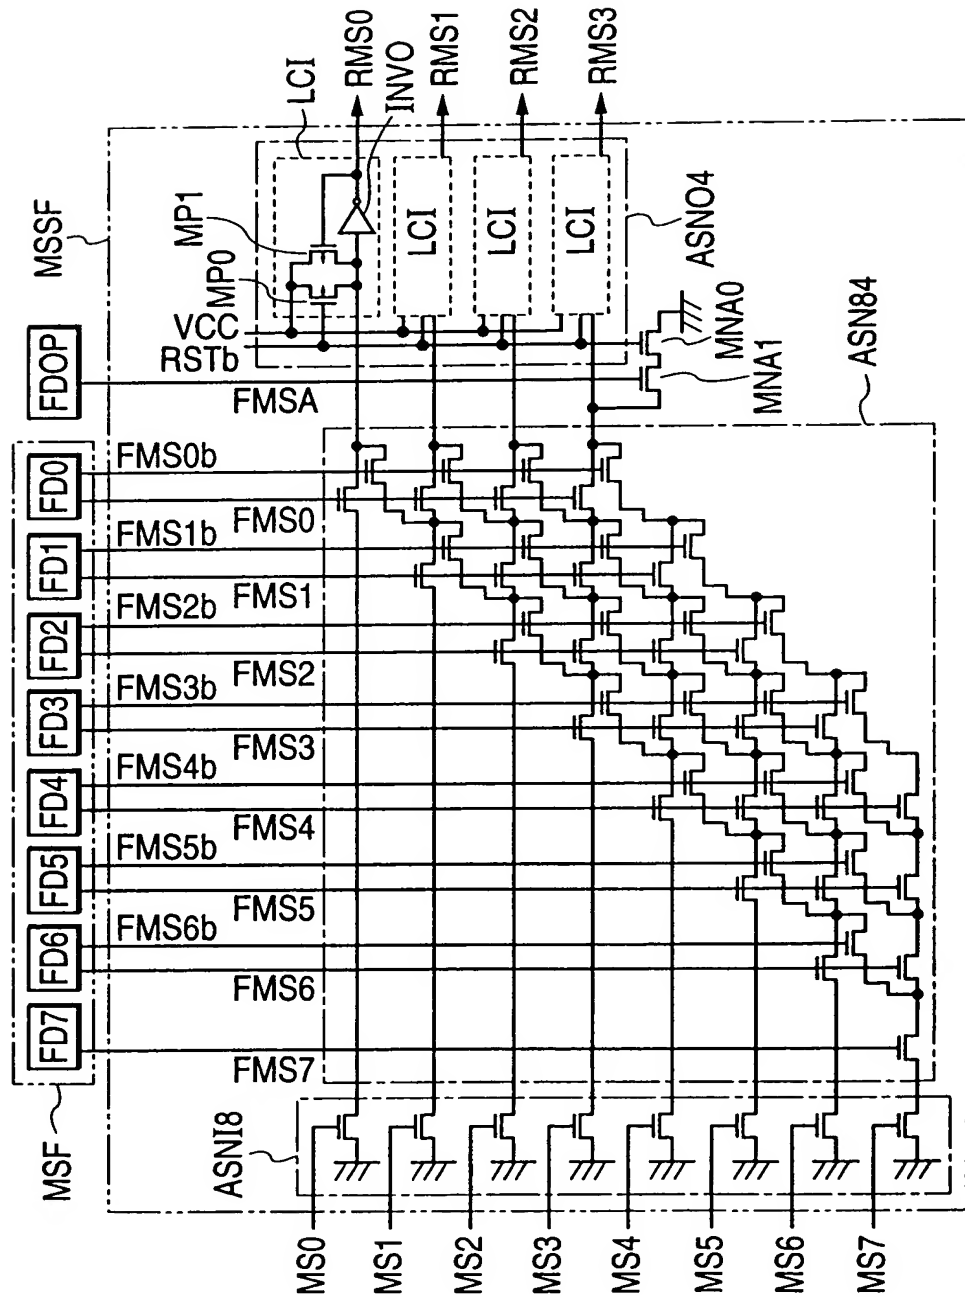 MSSF
FDOP
MSF
FD7
FD6
FD5
FD4
FD3
FD2
FD1
FD0
LCI
RMS0
INVO
RMS1
RMS2
RMS3
MP1
MP0
VCC
RSTb
LCI
LCI
LCI
ASNO4
MNA0
MNA1
ASN84
FMSA
FMS0b
FMS0
FMS1b
FMS1
FMS2b
FMS2
FMS3b
FMS3
FMS4b
FMS4
FMS5b
FMS5
FMS6b
FMS6
FMS7
ASNI8
MS0
MS1
MS2
MS3
MS4
MS5
MS6
MS7